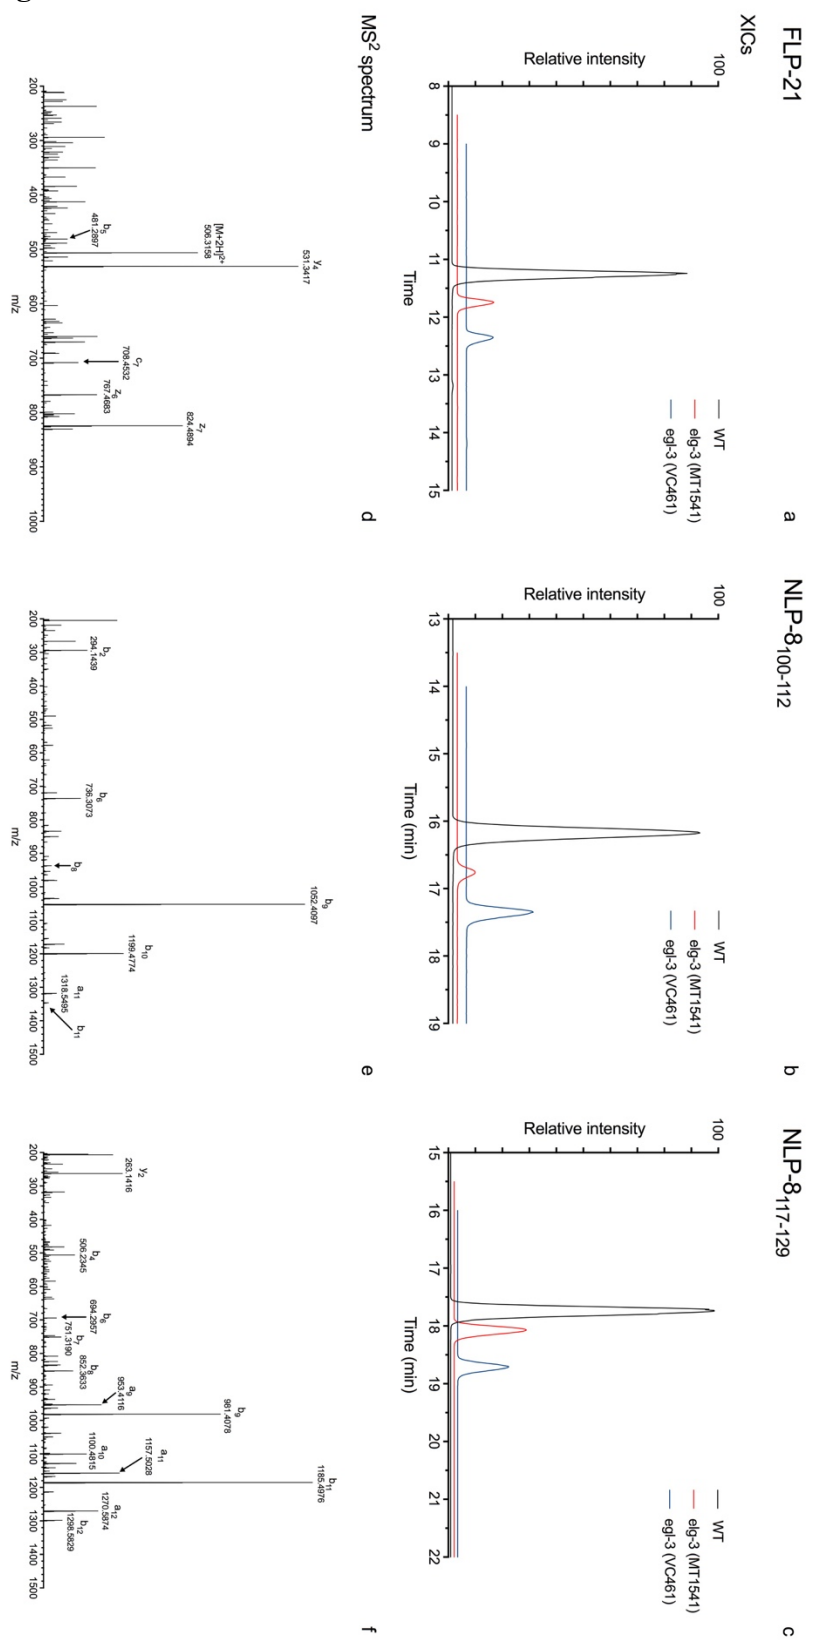 FLP-21
a
XICs
Relative intensity
100
WT
elg-3 (MT1541)
egl-3 (VC461)
8 9 10 11 12 13 14 15
Time
NLP-8100-112
b
Relative intensity
100
WT
elg-3 (MT1541)
egl-3 (VC461)
13 14 15 16 17 18 19
Time (min)
NLP-8117-129
c
Relative intensity
100
WT
elg-3 (MT1541)
egl-3 (VC461)
15 16 17 18 19 20 21 22
Time (min)
MS2 spectrum
d
b5
481.2897
[M+2H]2+
506.3158
y4
531.3417
c7
708.4532
z6
767.4683
z7
824.4894
200 300 400 500 600 700 800 900 1000
m/z
e
b2
294.1439
b6
736.3073
b8
b9
1052.4097
b10
1199.4774
a11
1318.5495
b11
200 300 400 500 600 700 800 900 1000 1100 1200 1300 1400 1500
m/z
f
y2
263.1416
b4
506.2345
b6
694.2957
b7
751.3190
b8
852.3633
a9
953.4116
b9
981.4078
a10
1100.4815
a11
1157.5028
b11
1185.4976
a12
1270.5874
b12
1298.5829
200 300 400 500 600 700 800 900 1000 1100 1200 1300 1400 1500
m/z